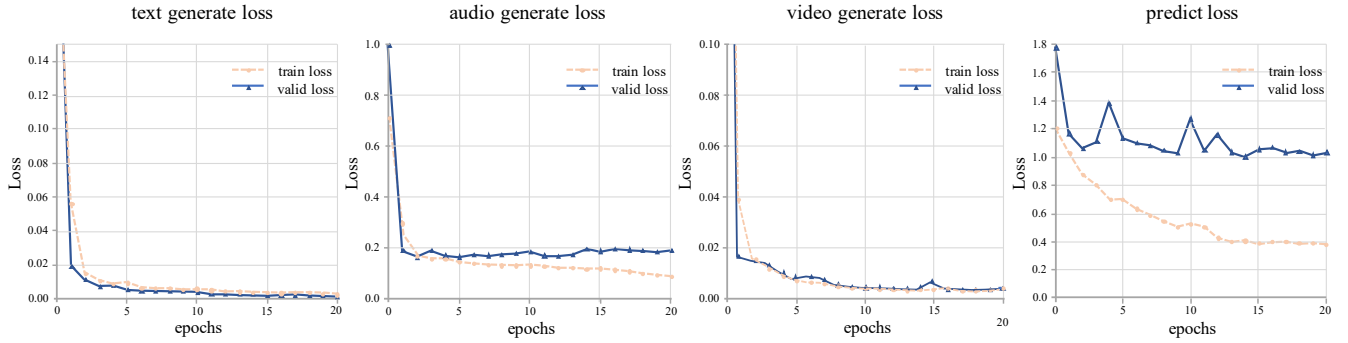 text generate loss
0.14
0.12
0.10
0.08
0.06
0.04
0.02
0.00
Loss
train loss
valid loss
0 5 10 15 20
epochs
audio generate loss
1.0
0.8
0.6
0.4
0.2
0.0
Loss
train loss
valid loss
0 5 10 15 20
epochs
video generate loss
0.10
0.08
0.06
0.04
0.02
0.00
Loss
train loss
valid loss
0 5 10 15 20
epochs
predict loss
1.8
1.6
1.4
1.2
1.0
0.8
0.6
0.4
0.2
0.0
Loss
train loss
valid loss
0 5 10 15 20
epochs